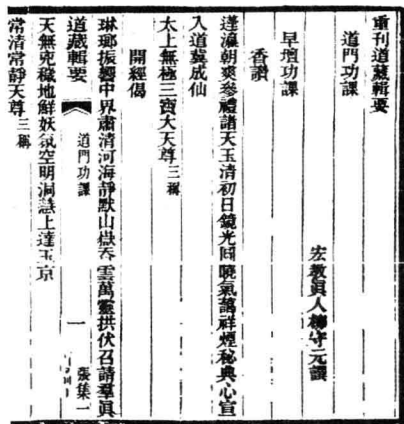 重刊道藏輯要
道門功課
宏教真人柳守元譔
早壇功課
香讚
蓬瀛朝爽參禮諸天玉清初日鏡光圓曉氣藹祥煙秘典心宣
入道冀成仙
太上無極三寶大天尊三稱
開經偈
琳瑯振響十界肅清河海靜默山嶽吞雲萬靈拱伏召請羣真
道藏輯要 道門功課 一 張集一
天無氛穢地鮮妖氛空明洞慧上達玉京
常清常靜天尊三稱